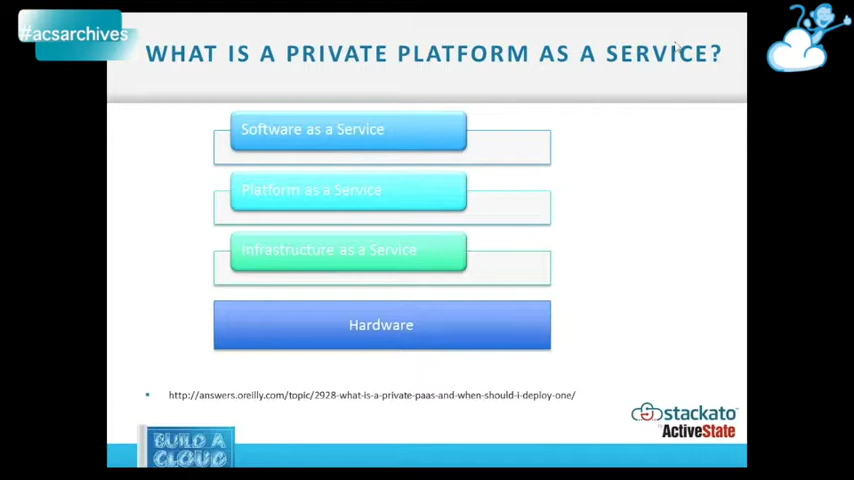 #acsarchives
WHAT IS A PRIVATE PLATFORM AS A SERVICE?
Software as a Service
Platform as a Service
Infrastructure as a Service
Hardware
http://answers.oreilly.com/topic/2928-what-is-a-private-paas-and-when-should-i-deploy-one/
stackato
by ActiveState
BUILD A
CLOUD